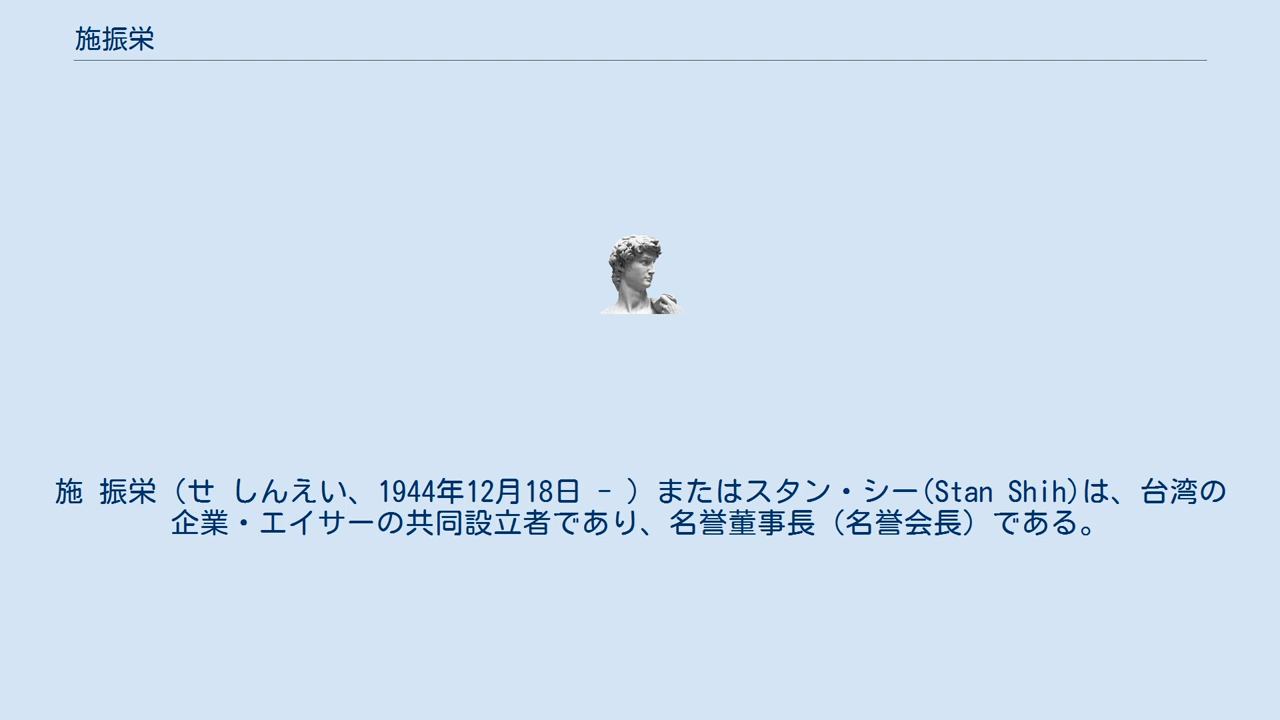 施振栄
施 振栄（せ しんえい、1944年12月18日 - ）またはスタン・シー(Stan Shih)は、台湾の
企業・エイサーの共同設立者であり、名誉董事長（名誉会長）である。